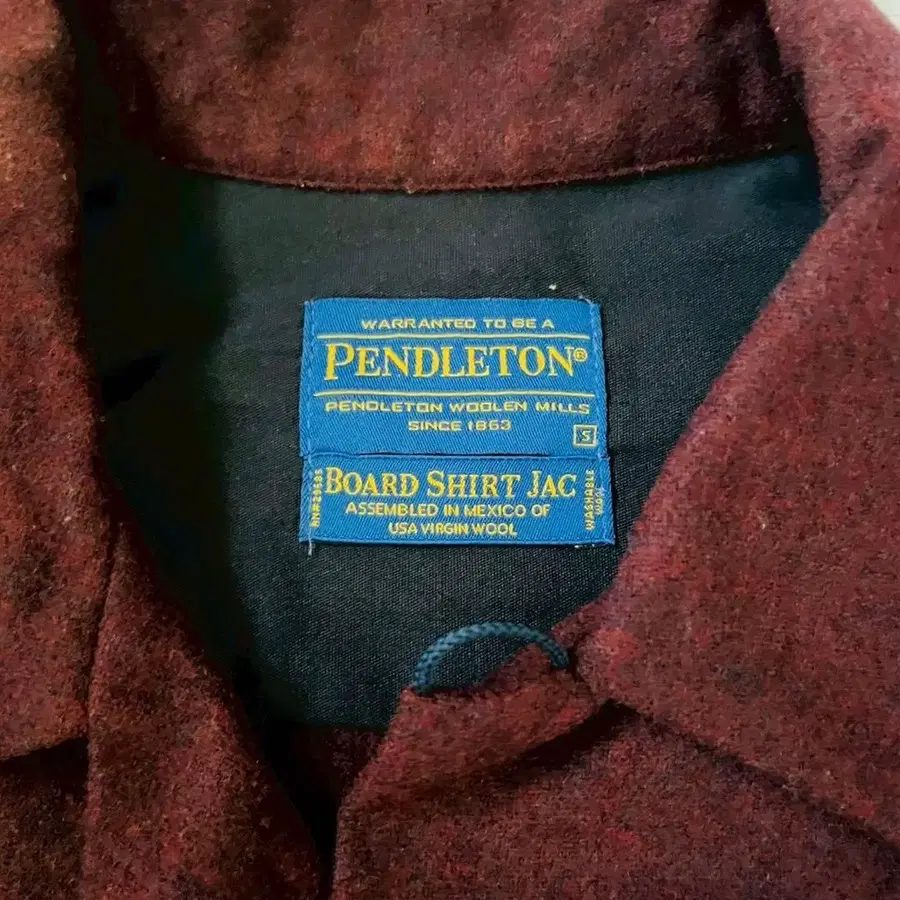 WARRANTED TO BE A
PENDLETON®
PENDLETON WOOLEN MILLS
SINCE 1863
S
BOARD SHIRT JAC
ASSEMBLED IN MEXICO OF
USA VIRGIN WOOL
WASHABLE